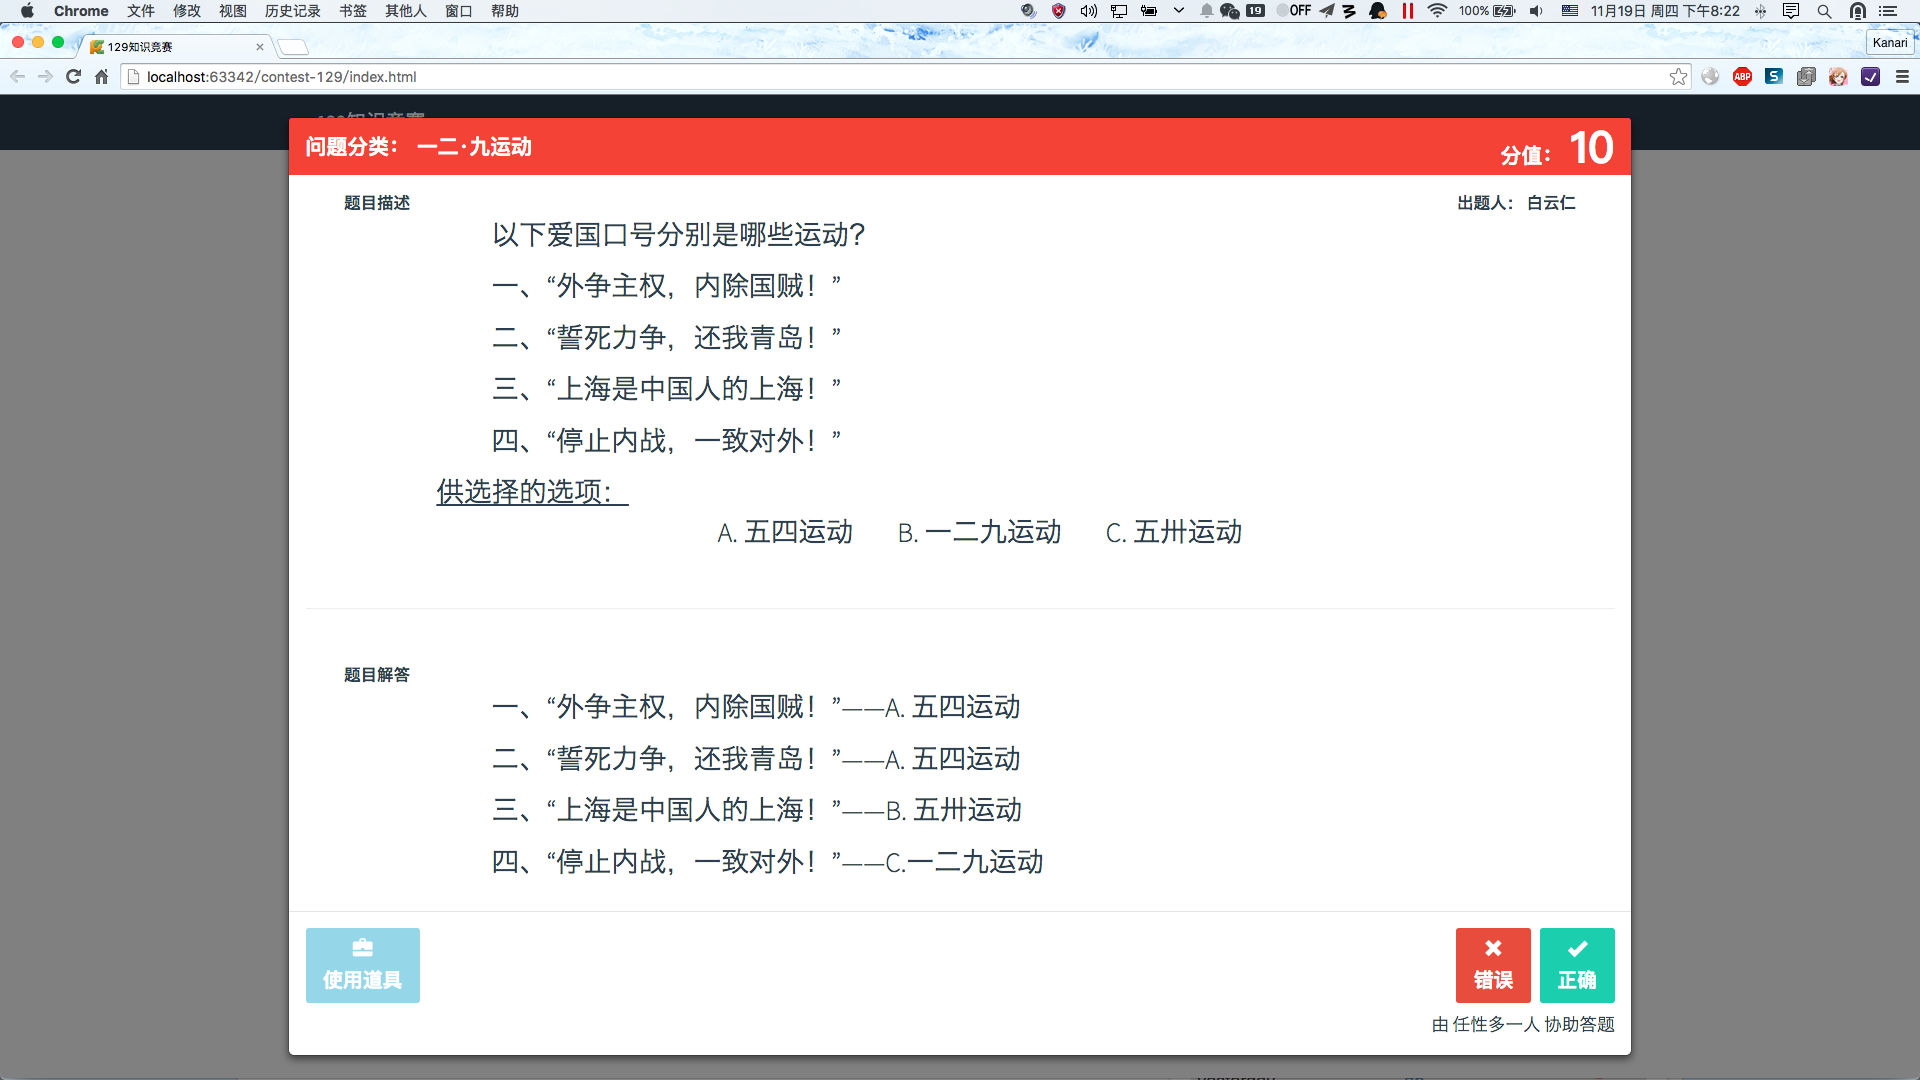 Chrome 文件 修改 视图 历史记录 书签 其他人 窗口 帮助 19 OFF 100% 11月19日 周四 下午8:22
129知识竞赛
Kanari
localhost:63342/contest-129/index.html
ABP S
129知识竞赛
问题分类： 一二·九运动 分值： 10
题目描述 出题人： 白云仁
以下爱国口号分别是哪些运动？
一、“外争主权，内除国贼！”
二、“誓死力争，还我青岛！”
三、“上海是中国人的上海！”
四、“停止内战，一致对外！”
供选择的选项：
A. 五四运动 B. 一二九运动 C. 五卅运动
题目解答
一、“外争主权，内除国贼！”——A. 五四运动
二、“誓死力争，还我青岛！”——A. 五四运动
三、“上海是中国人的上海！”——B. 五卅运动
四、“停止内战，一致对外！”——C.一二九运动
使用道具 错误 正确
由 任性多一人 协助答题